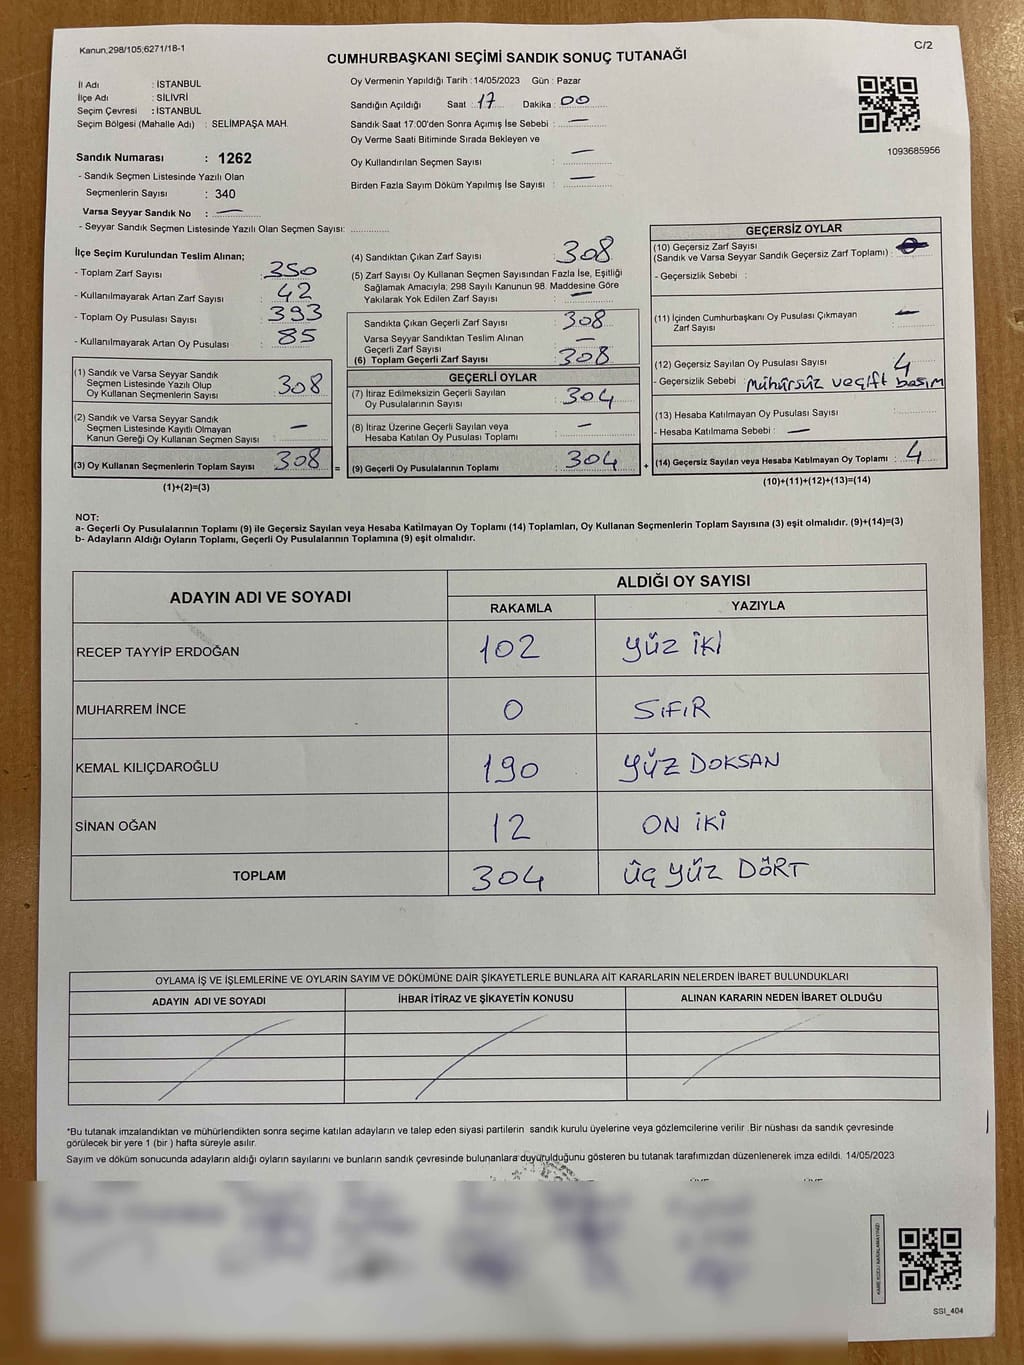 Kanun;298/105;6271/18-1
C/2
CUMHURBAŞKANI SEÇİMİ SANDIK SONUÇ TUTANAĞI
İl Adı : İSTANBUL
İlçe Adı : SİLİVRİ
Seçim Çevresi : İSTANBUL
Seçim Bölgesi (Mahalle Adı) : SELİMPAŞA MAH.
Sandık Numarası : 1262
- Sandık Seçmen Listesinde Yazılı Olan
Seçmenlerin Sayısı : 340
Varsa Seyyar Sandık No : —
- Seyyar Sandık Seçmen Listesinde Yazılı Olan Seçmen Sayısı:
Oy Vermenin Yapıldığı Tarih : 14/05/2023 Gün : Pazar
Sandığın Açıldığı Saat : 17 Dakika : 00
Sandık Saat 17:00'den Sonra Açımış İse Sebebi : —
Oy Verme Saati Bitiminde Sırada Bekleyen ve
Oy Kullandırılan Seçmen Sayısı : —
Birden Fazla Sayım Döküm Yapılmış İse Sayısı : —
1093685956
İlçe Seçim Kurulundan Teslim Alınan;
- Toplam Zarf Sayısı : 350
- Kullanılmayarak Artan Zarf Sayısı : 42
- Toplam Oy Pusulası Sayısı : 393
- Kullanılmayarak Artan Oy Pusulası : 85
(1) Sandık ve Varsa Seyyar Sandık
Seçmen Listesinde Yazılı Olup
Oy Kullanan Seçmenlerin Sayısı : 308
(2) Sandık ve Varsa Seyyar Sandık
Seçmen Listesinde Kayıtlı Olmayan
Kanun Gereği Oy Kullanan Seçmen Sayısı : —
(3) Oy Kullanan Seçmenlerin Toplam Sayısı : 308 =
(1)+(2)=(3)
(4) Sandıktan Çıkan Zarf Sayısı : 308
(5) Zarf Sayısı Oy Kullanan Seçmen Sayısından Fazla İse, Eşitliği
Sağlamak Amacıyla; 298 Sayılı Kanunun 98. Maddesine Göre
Yakılarak Yok Edilen Zarf Sayısı : —
Sandıkta Çıkan Geçerli Zarf Sayısı : 308
Varsa Seyyar Sandıktan Teslim Alınan
Geçerli Zarf Sayısı : —
(6) Toplam Geçerli Zarf Sayısı : 308
GEÇERLİ OYLAR
(7) İtiraz Edilmeksizin Geçerli Sayılan
Oy Pusulalarının Sayısı : 304
(8) İtiraz Üzerine Geçerli Sayılan veya
Hesaba Katılan Oy Pusulası Toplamı : —
(9) Geçerli Oy Pusulalarının Toplamı : 304 +
GEÇERSİZ OYLAR
(10) Geçersiz Zarf Sayısı
(Sandık ve Varsa Seyyar Sandık Geçersiz Zarf Toplamı) :
- Geçersizlik Sebebi :
(11) İçinden Cumhurbaşkanı Oy Pusulası Çıkmayan
Zarf Sayısı : —
(12) Geçersiz Sayılan Oy Pusulası Sayısı : 4
- Geçersizlik Sebebi : Mühürsüz ve çift basım
(13) Hesaba Katılmayan Oy Pusulası Sayısı :
- Hesaba Katılmama Sebebi : —
(14) Geçersiz Sayılan veya Hesaba Katılmayan Oy Toplamı : 4
(10)+(11)+(12)+(13)=(14)
NOT:
a- Geçerli Oy Pusulalarının Toplamı (9) ile Geçersiz Sayılan veya Hesaba Katılmayan Oy Toplamı (14) Toplamları, Oy Kullanan Seçmenlerin Toplam Sayısına (3) eşit olmalıdır. (9)+(14)=(3)
b- Adayların Aldığı Oyların Toplamı, Geçerli Oy Pusulalarının Toplamına (9) eşit olmalıdır.
ADAYIN ADI VE SOYADI
ALDIĞI OY SAYISI
RAKAMLA YAZIYLA
RECEP TAYYİP ERDOĞAN 102 YÜZ İKİ
MUHARREM İNCE 0 SIFIR
KEMAL KILIÇDAROĞLU 190 YÜZ DOKSAN
SİNAN OĞAN 12 ON İKİ
TOPLAM 304 ÜÇ YÜZ DÖRT
OYLAMA İŞ VE İŞLEMLERİNE VE OYLARIN SAYIM VE DÖKÜMÜNE DAİR ŞİKAYETLERLE BUNLARA AİT KARARLARIN NELERDEN İBARET BULUNDUKLARI
ADAYIN ADI VE SOYADI İHBAR İTİRAZ VE ŞİKAYETİN KONUSU ALINAN KARARIN NEDEN İBARET OLDUĞU
*Bu tutanak imzalandıktan ve mühürlendikten sonra seçime katılan adayların ve talep eden siyasi partilerin sandık kurulu üyelerine veya gözlemcilerine verilir .Bir nüshası da sandık çevresinde
görülecek bir yere 1 (bir ) hafta süreyle asılır.
Sayım ve döküm sonucunda adayların aldığı oyların sayılarını ve bunların sandık çevresinde bulunanlara duyurulduğunu gösteren bu tutanak tarafımızdan düzenlenerek imza edildi. 14/05/2023
SSI_404